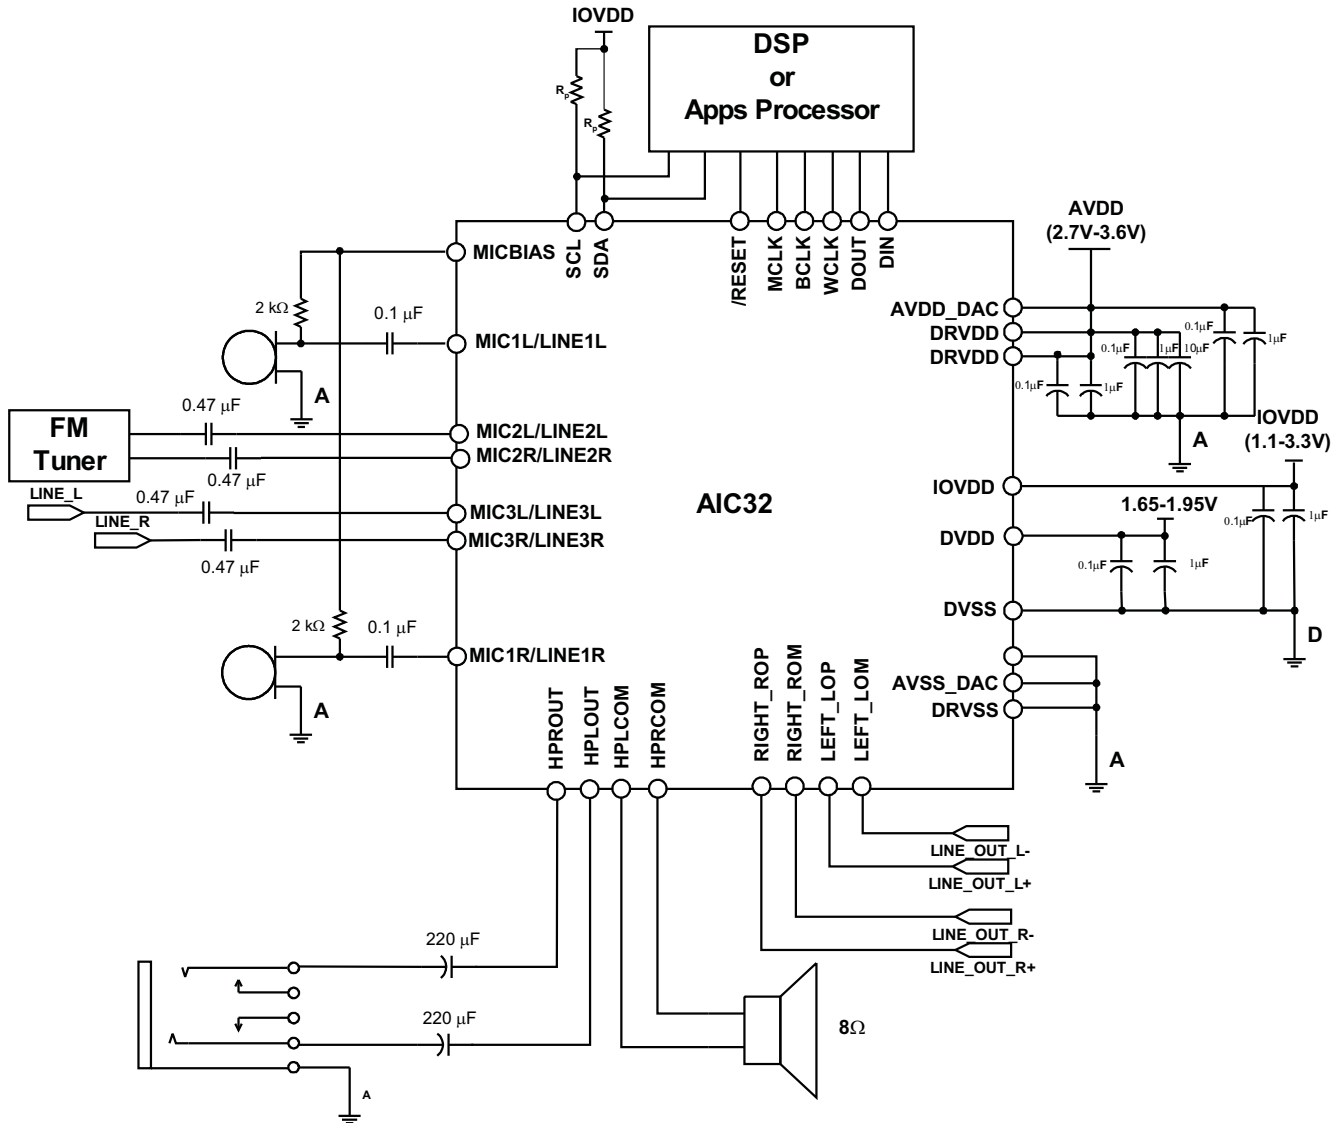 IOVDD
DSP
or
Apps Processor
R_p
R_p
SCL
SDA
/RESET
MCLK
BCLK
WCLK
DOUT
DIN
AVDD
(2.7V-3.6V)
MICBIAS
2 kΩ
0.1 μF
MIC1L/LINE1L
A
AVDD_DAC
DRVDD
DRVDD
0.1μF
1μF
0.1μF
1μF
10μF
0.1μF
1μF
A
0.47 μF
FM
Tuner
MIC2L/LINE2L
MIC2R/LINE2R
0.47 μF
LINE_L
0.47 μF
MIC3L/LINE3L
LINE_R
MIC3R/LINE3R
0.47 μF
AIC32
IOVDD
(1.1-3.3V)
IOVDD
1.65-1.95V
0.1μF
1μF
DVDD
0.1μF
1μF
DVSS
D
2 kΩ
0.1 μF
MIC1R/LINE1R
A
AVSS_DAC
DRVSS
A
HPROUT
HPLOUT
HPLCOM
HPRCOM
RIGHT_ROP
RIGHT_ROM
LEFT_LOP
LEFT_LOM
LINE_OUT_L-
LINE_OUT_L+
LINE_OUT_R-
LINE_OUT_R+
220 μF
220 μF
8Ω
A